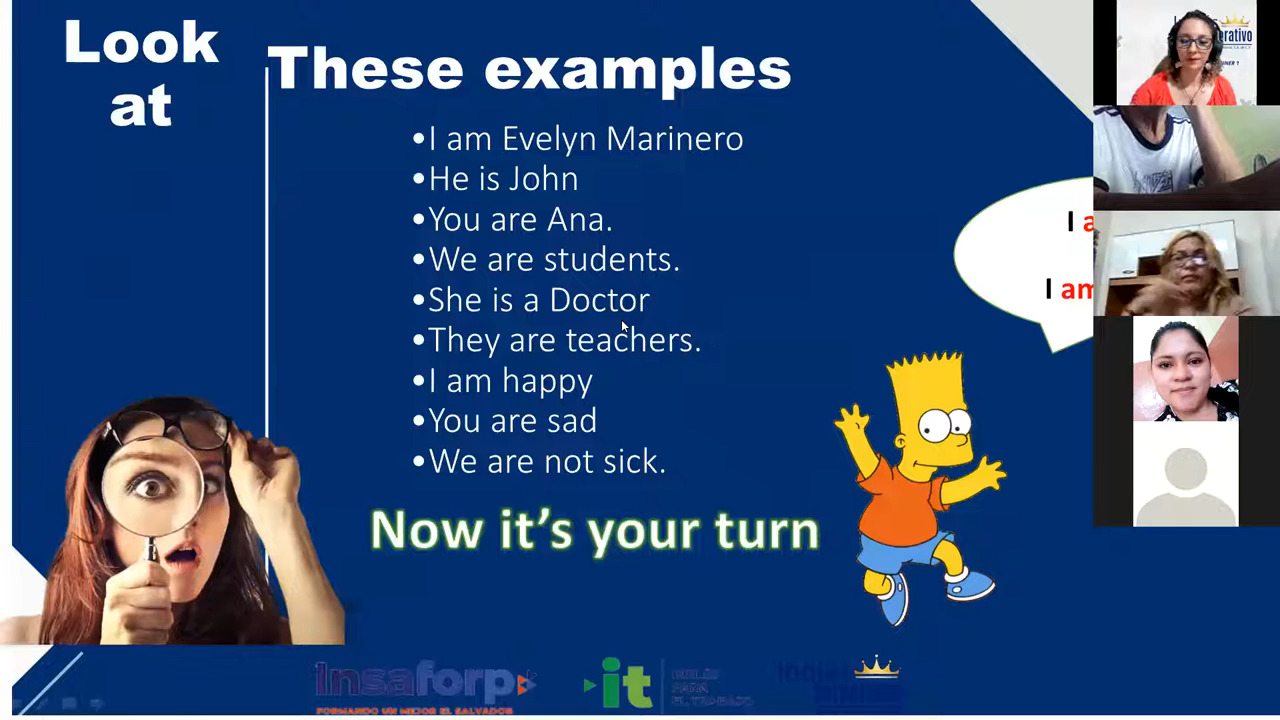 Look
at
These examples
•I am Evelyn Marinero
•He is John
•You are Ana.
•We are students.
•She is a Doctor
•They are teachers.
•I am happy
•You are sad
•We are not sick.
Now it's your turn
I a
I am
Insaforp
FORMANDO UN MEJOR EL SALVADOR
it
INGLÉS
PARA
EL TRABAJO